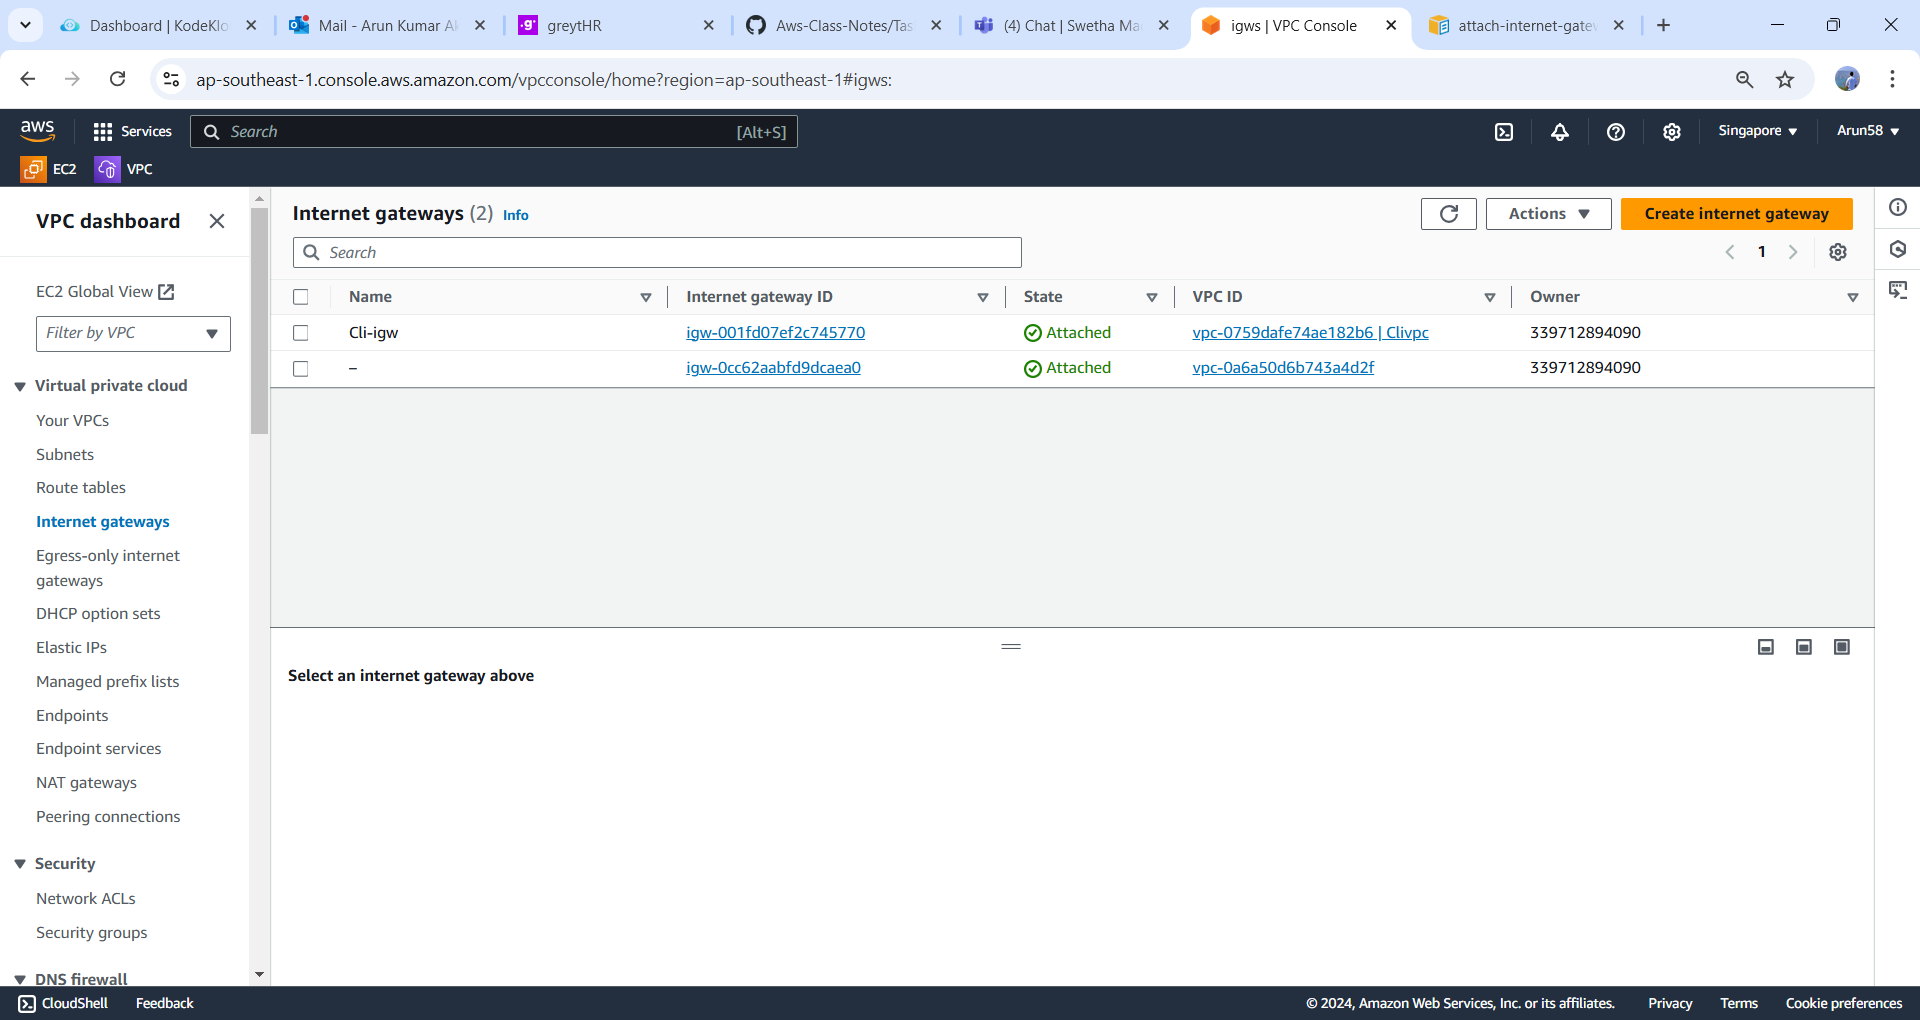 Dashboard | KodeKlo
Mail - Arun Kumar Ak
greytHR
Aws-Class-Notes/Tas
(4) Chat | Swetha Ma
igws | VPC Console
attach-internet-gatew
ap-southeast-1.console.aws.amazon.com/vpcconsole/home?region=ap-southeast-1#igws:
aws
Services
Search
[Alt+S]
Singapore
Arun58
EC2
VPC
VPC dashboard
EC2 Global View
Filter by VPC
Virtual private cloud
Your VPCs
Subnets
Route tables
Internet gateways
Egress-only internet
gateways
DHCP option sets
Elastic IPs
Managed prefix lists
Endpoints
Endpoint services
NAT gateways
Peering connections
Security
Network ACLs
Security groups
DNS firewall
Internet gateways (2) Info
Actions
Create internet gateway
Search
1
Name Internet gateway ID State VPC ID Owner
Cli-igw igw-001fd07ef2c745770 Attached vpc-0759dafe74ae182b6 | Clivpc 339712894090
– igw-0cc62aabfd9dcaea0 Attached vpc-0a6a50d6b743a4d2f 339712894090
Select an internet gateway above
CloudShell
Feedback
© 2024, Amazon Web Services, Inc. or its affiliates.
Privacy
Terms
Cookie preferences